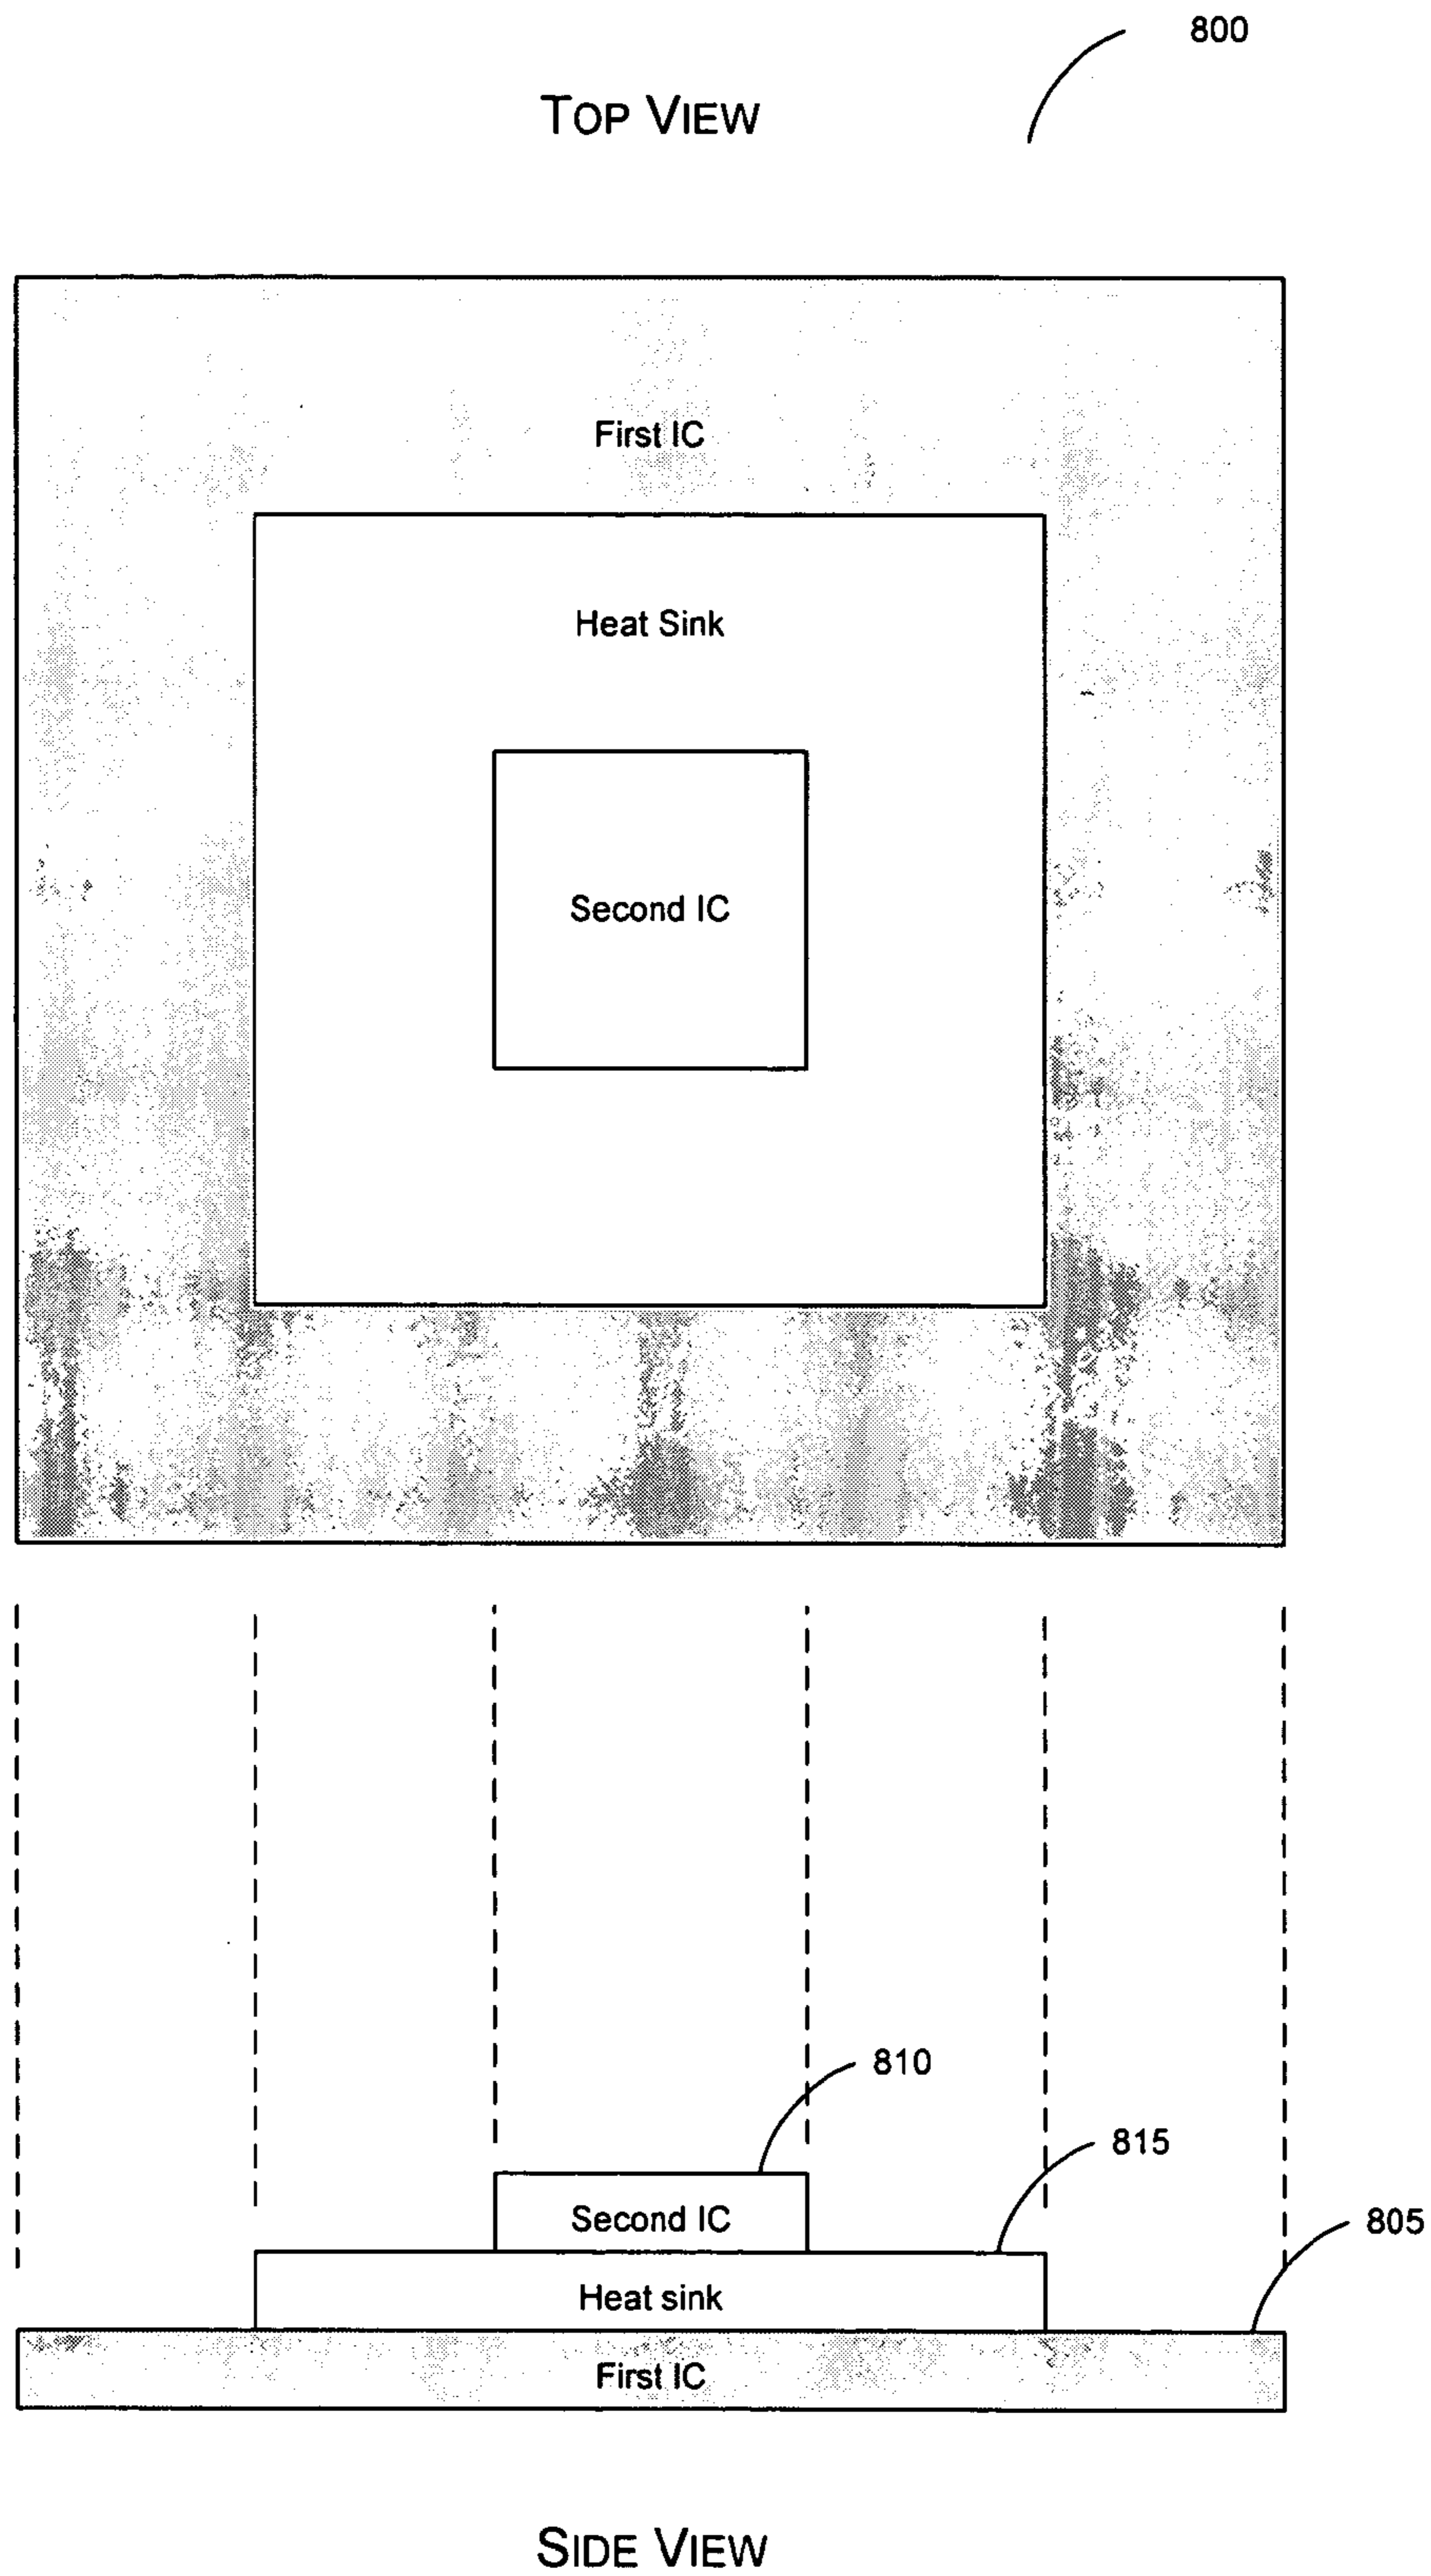 800
TOP VIEW
First IC
Heat Sink
Second IC
810
815
Second IC
805
Heat sink
First IC
SIDE VIEW